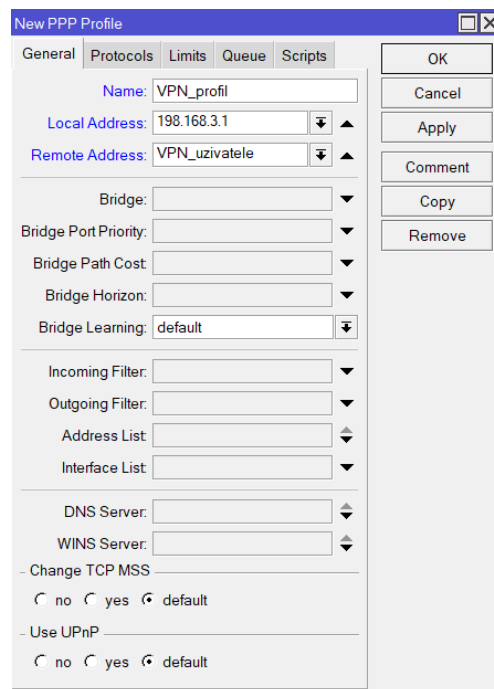 New PPP Profile
General Protocols Limits Queue Scripts
OK
Name: VPN_profil
Cancel
Local Address: 198.168.3.1
Apply
Remote Address: VPN_uzivatele
Comment
Bridge:
Copy
Bridge Port Priority:
Remove
Bridge Path Cost:
Bridge Horizon:
Bridge Learning: default
Incoming Filter:
Outgoing Filter:
Address List:
Interface List:
DNS Server:
WINS Server:
Change TCP MSS
no yes default
Use UPnP
no yes default